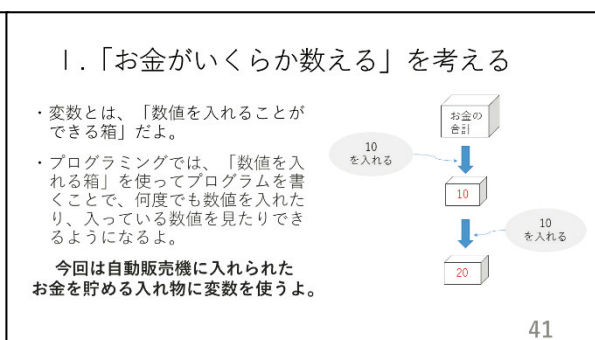 1.「お金がいくらか数える」を考える
・変数とは、「数値を入れることが
できる箱」だよ。
・プログラミングでは、「数値を入
れる箱」を使ってプログラムを書
くことで、何度でも数値を入れた
り、入っている数値を見たりでき
るようになるよ。
今回は自動販売機に入れられた
お金を貯める入れ物に変数を使うよ。
お金の
合計
10
を入れる
10
10
を入れる
20
41